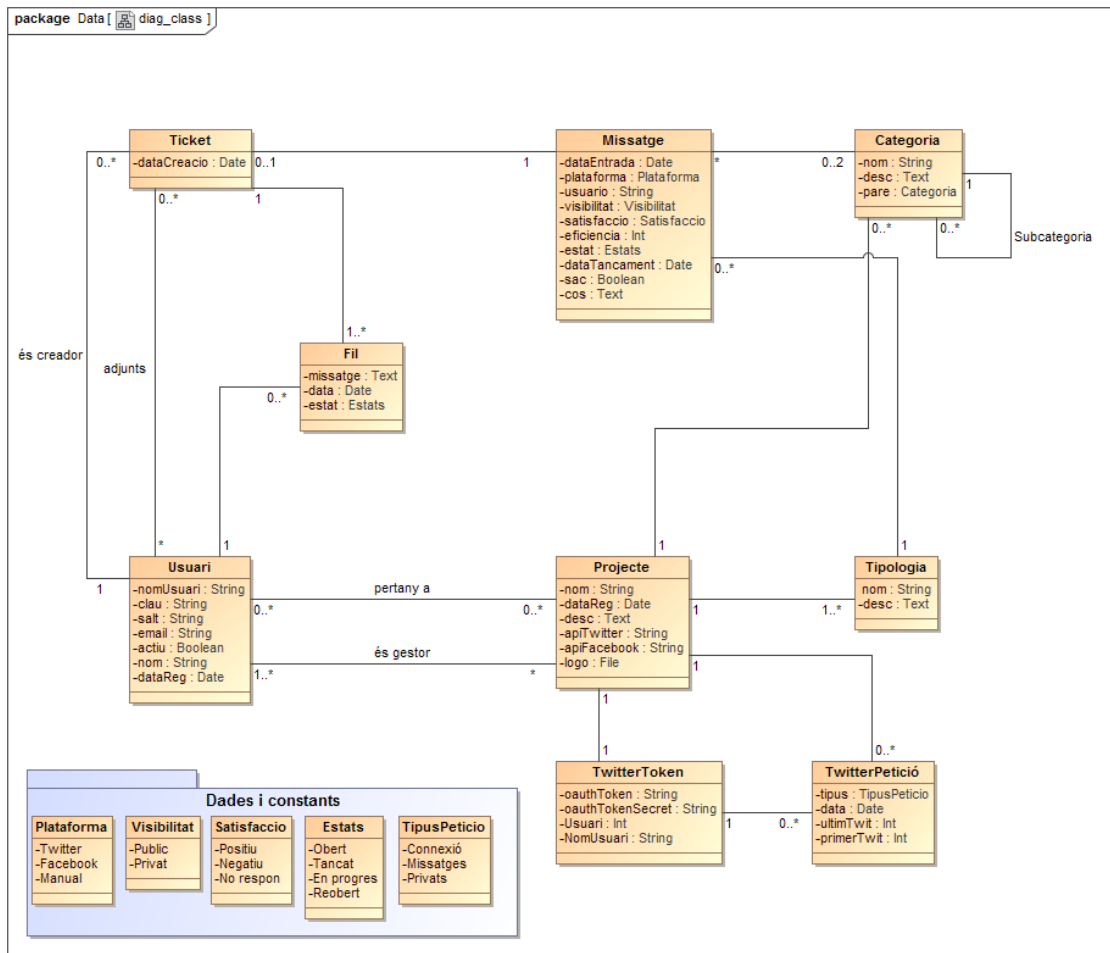 package Data [ diag_class ]
Ticket
-dataCreacio : Date
0..*
0..1
0..*
1
Missatge
-dataEntrada : Date
-plataforma : Plataforma
-usuario : String
-visibilitat : Visibilitat
-satisfaccio : Satisfaccio
-eficiencia : Int
-estat : Estats
-dataTancament : Date
-sac : Boolean
-cos : Text
1
*
0..*
Categoria
-nom : String
-desc : Text
-pare : Categoria
0..2
1
0..*
0..*
Subcategoria
és creador
adjunts
1..*
Fil
-missatge : Text
-data : Date
-estat : Estats
0..*
*
1
1
Usuari
-nomUsuari : String
-clau : String
-salt : String
-email : String
-actiu : Boolean
-nom : String
-dataReg : Date
pertany a
0..*
0..*
és gestor
1..*
*
1
Projecte
-nom : String
-dataReg : Date
-desc : Text
-apiTwitter : String
-apiFacebook : String
-logo : File
1
1..*
1
1
1
Tipologia
nom : String
-desc : Text
1
0..*
TwitterToken
-oauthToken : String
-oauthTokenSecret : String
-Usuari : Int
-NomUsuari : String
1
0..*
TwitterPetició
-tipus : TipusPeticio
-data : Date
-ultimTwit : Int
-primerTwit : Int
Dades i constants
Plataforma
-Twitter
-Facebook
-Manual
Visibilitat
-Public
-Privat
Satisfaccio
-Positiu
-Negatiu
-No respon
Estats
-Obert
-Tancat
-En progres
-Reobert
TipusPeticio
-Connexió
-Missatges
-Privats